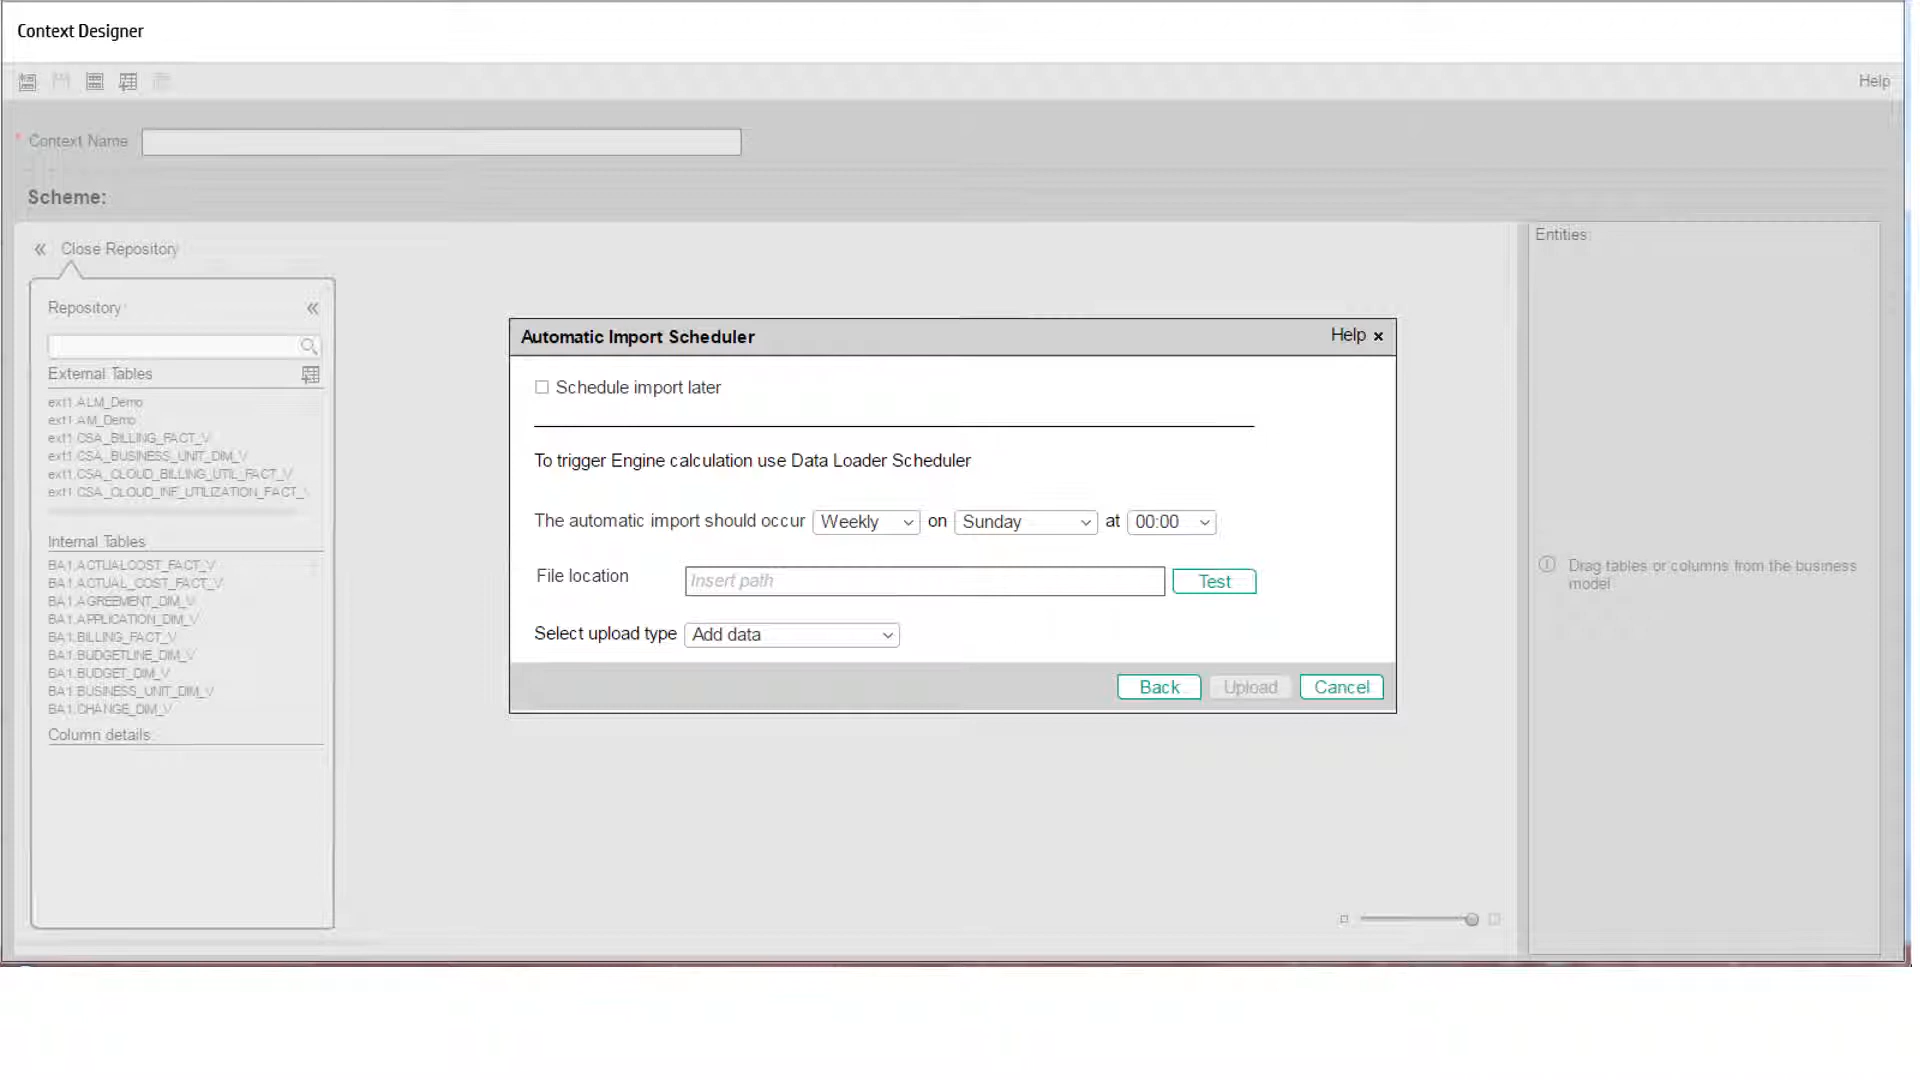 Context Designer
Help
* Context Name
Scheme:
« Close Repository
Entities:
Repository «
External Tables
ext1.ALM_Demo
ext1.AM_Demo
ext1.CSA_BILLING_FACT_V
ext1.CSA_BUSINESS_UNIT_DIM_V
ext1.CSA_CLOUD_BILLING_UTIL_FACT_V
ext1.CSA_CLOUD_INF_UTILIZATION_FACT_
Internal Tables
BA1.ACTUALCOST_FACT_V
BA1.ACTUAL_COST_FACT_V
BA1.AGREEMENT_DIM_V
BA1.APPLICATION_DIM_V
BA1.BILLING_FACT_V
BA1.BUDGETLINE_DIM_V
BA1.BUDGET_DIM_V
BA1.BUSINESS_UNIT_DIM_V
BA1.CHANGE_DIM_V
Column details:
Automatic Import Scheduler Help ×
Schedule import later
To trigger Engine calculation use Data Loader Scheduler
The automatic import should occur Weekly on Sunday at 00:00
File location Insert path Test
Select upload type Add data
Back Upload Cancel
Drag tables or columns from the business
model